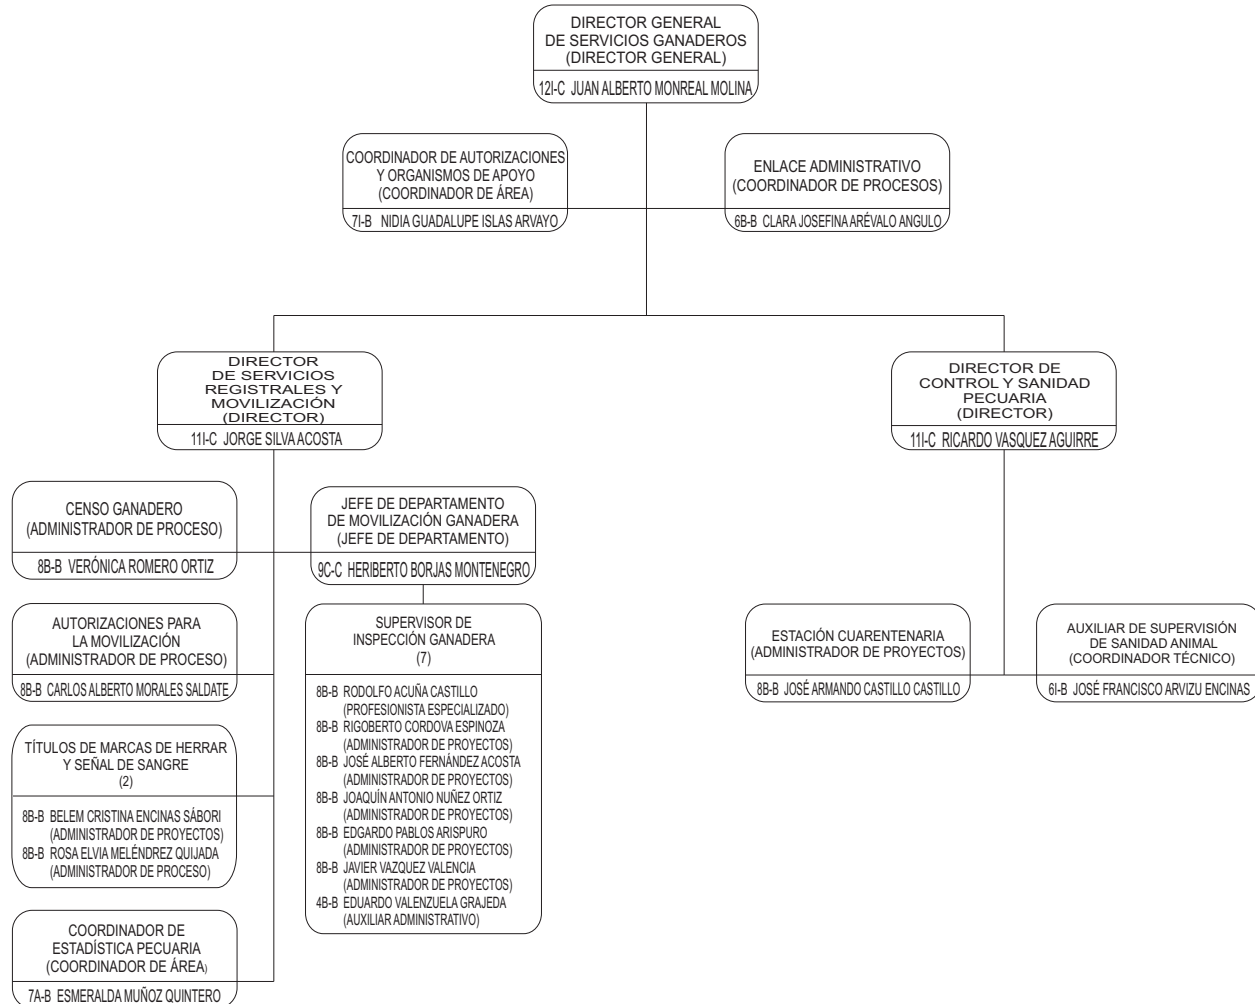 DIRECTOR GENERAL
DE SERVICIOS GANADEROS
(DIRECTOR GENERAL)
12I-C JUAN ALBERTO MONREAL MOLINA
COORDINADOR DE AUTORIZACIONES
Y ORGANISMOS DE APOYO
(COORDINADOR DE ÁREA)
7I-B NIDIA GUADALUPE ISLAS ARVAYO
ENLACE ADMINISTRATIVO
(COORDINADOR DE PROCESOS)
6B-B CLARA JOSEFINA ARÉVALO ANGULO
DIRECTOR
DE SERVICIOS
REGISTRALES Y
MOVILIZACIÓN
(DIRECTOR)
11I-C JORGE SILVA ACOSTA
DIRECTOR DE
CONTROL Y SANIDAD
PECUARIA
(DIRECTOR)
11I-C RICARDO VASQUEZ AGUIRRE
CENSO GANADERO
(ADMINISTRADOR DE PROCESO)
8B-B VERÓNICA ROMERO ORTIZ
JEFE DE DEPARTAMENTO
DE MOVILIZACIÓN GANADERA
(JEFE DE DEPARTAMENTO)
9C-C HERIBERTO BORJAS MONTENEGRO
AUTORIZACIONES PARA
LA MOVILIZACIÓN
(ADMINISTRADOR DE PROCESO)
8B-B CARLOS ALBERTO MORALES SALDATE
SUPERVISOR DE
INSPECCIÓN GANADERA
(7)
8B-B RODOLFO ACUÑA CASTILLO
(PROFESIONISTA ESPECIALIZADO)
8B-B RIGOBERTO CORDOVA ESPINOZA
(ADMINISTRADOR DE PROYECTOS)
8B-B JOSÉ ALBERTO FERNÁNDEZ ACOSTA
(ADMINISTRADOR DE PROYECTOS)
8B-B JOAQUÍN ANTONIO NUÑEZ ORTIZ
(ADMINISTRADOR DE PROYECTOS)
8B-B EDGARDO PABLOS ARISPURO
(ADMINISTRADOR DE PROYECTOS)
8B-B JAVIER VAZQUEZ VALENCIA
(ADMINISTRADOR DE PROYECTOS)
4B-B EDUARDO VALENZUELA GRAJEDA
(AUXILIAR ADMINISTRATIVO)
ESTACIÓN CUARENTENARIA
(ADMINISTRADOR DE PROYECTOS)
8B-B JOSÉ ARMANDO CASTILLO CASTILLO
AUXILIAR DE SUPERVISIÓN
DE SANIDAD ANIMAL
(COORDINADOR TÉCNICO)
6I-B JOSÉ FRANCISCO ARVIZU ENCINAS
TÍTULOS DE MARCAS DE HERRAR
Y SEÑAL DE SANGRE
(2)
8B-B BELEM CRISTINA ENCINAS SÁBORI
(ADMINISTRADOR DE PROYECTOS)
8B-B ROSA ELVIA MELÉNDREZ QUIJADA
(ADMINISTRADOR DE PROCESO)
COORDINADOR DE
ESTADÍSTICA PECUARIA
(COORDINADOR DE ÁREA)
7A-B ESMERALDA MUÑOZ QUINTERO